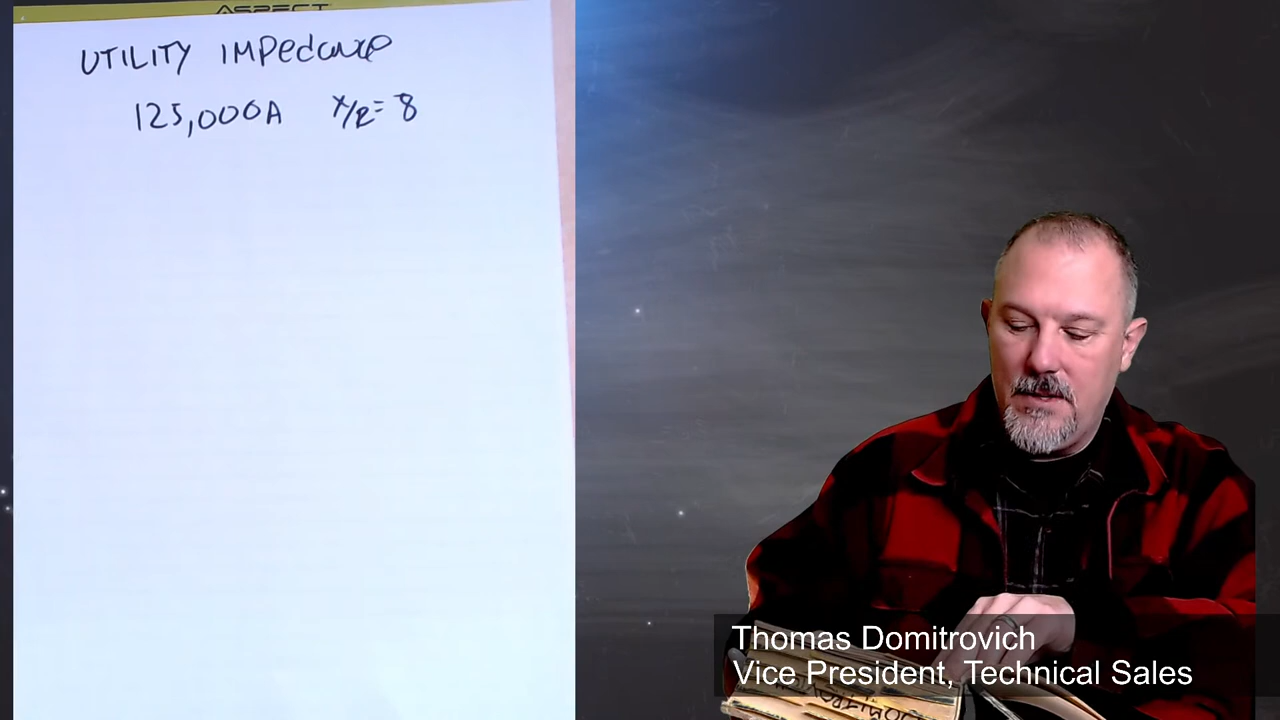 ASPECT
UTILITY IMPedance
125,000A X/R = 8
Thomas Domitrovich
Vice President, Technical Sales